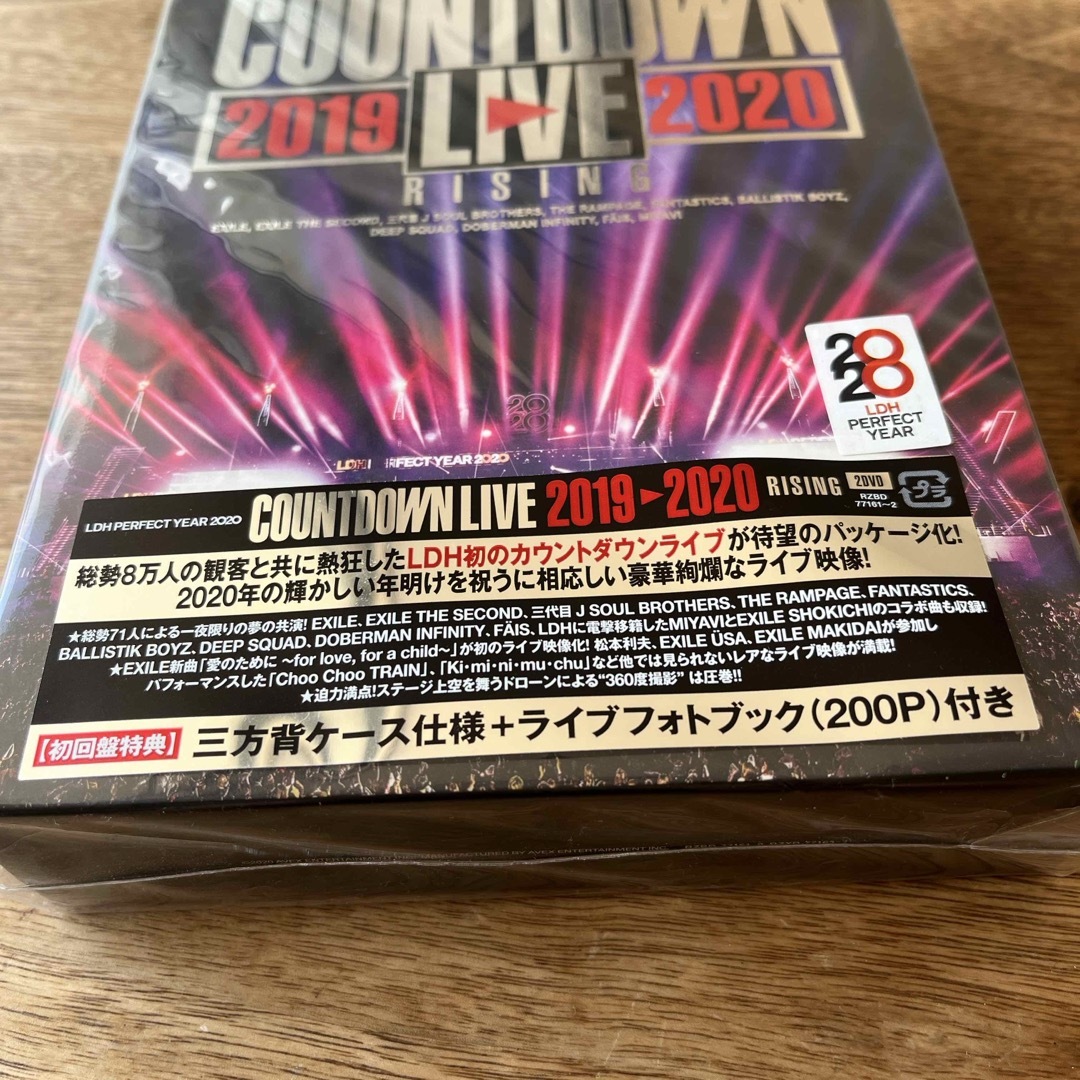 COUNTDOWN
2019 LIVE 2020
RISING
EXILE, EXILE THE SECOND, 三代目 J SOUL BROTHERS, THE RAMPAGE, FANTASTICS, BALLISTIK BOYZ,
DEEP SQUAD, DOBERMAN INFINITY, FÄIS, MIYAVI
2020
LDH
PERFECT
YEAR
2020
LDH PERFECT YEAR 2020
LDH PERFECT YEAR 2020 COUNTDOWN LIVE 2019▶2020 RISING 2DVD RZBD 77161~2 プラ
総勢8万人の観客と共に熱狂したLDH初のカウントダウンライブが待望のパッケージ化!
2020年の輝かしい年明けを祝うに相応しい豪華絢爛なライブ映像!
★総勢71人による一夜限りの夢の共演! EXILE、EXILE THE SECOND、三代目 J SOUL BROTHERS、THE RAMPAGE、FANTASTICS、
BALLISTIK BOYZ、DEEP SQUAD、DOBERMAN INFINITY、FÄIS、LDHに電撃移籍したMIYAVIとEXILE SHOKICHIのコラボ曲も収録!
★EXILE新曲「愛のために ~for love, for a child~」が初のライブ映像化! 松本利夫、EXILE ÜSA、EXILE MAKIDAIが参加し
パフォーマンスした「Choo Choo TRAIN」、「Ki・mi・ni・mu・chu」など他では見られないレアなライブ映像が満載!
★迫力満点!ステージ上空を舞うドローンによる“360度撮影”は圧巻!!
【初回盤特典】 三方背ケース仕様+ライブフォトブック(200P)付き
MANUFACTURED BY AVEX ENTERTAINMENT INC.